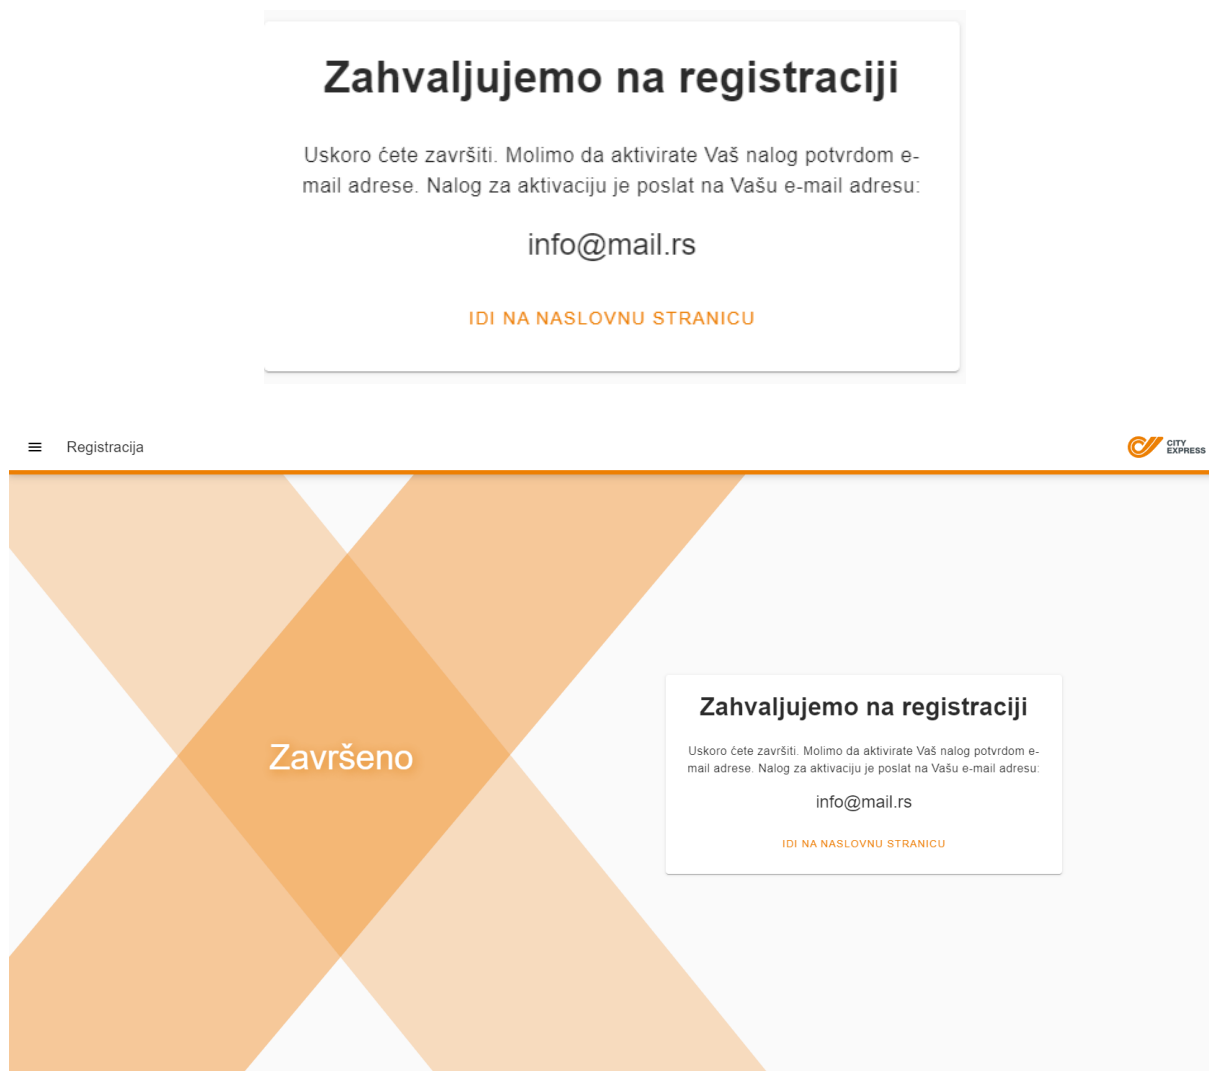 Zahvaljujemo na registraciji
Uskoro ćete završiti. Molimo da aktivirate Vaš nalog potvrdom e-
mail adrese. Nalog za aktivaciju je poslat na Vašu e-mail adresu:
info@mail.rs
IDI NA NASLOVNU STRANICU
Registracija
CITY
EXPRESS
Završeno
Zahvaljujemo na registraciji
Uskoro ćete završiti. Molimo da aktivirate Vaš nalog potvrdom e-
mail adrese. Nalog za aktivaciju je poslat na Vašu e-mail adresu:
info@mail.rs
IDI NA NASLOVNU STRANICU